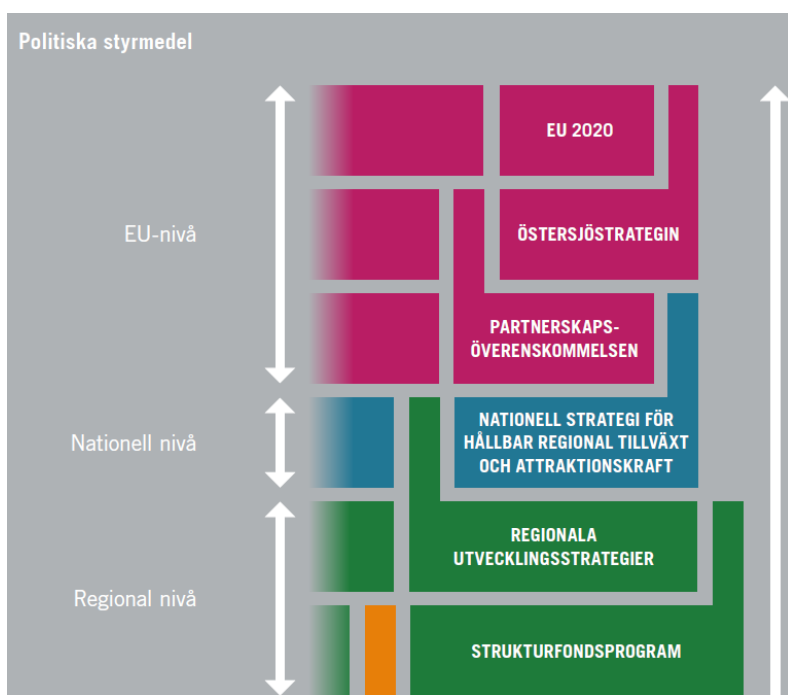 Politiska styrmedel
EU 2020
EU-nivå
ÖSTERSJÖSTRATEGIN
PARTNERSKAPS-
ÖVERENSKOMMELSEN
Nationell nivå
NATIONELL STRATEGI FÖR
HÅLLBAR REGIONAL TILLVÄXT
OCH ATTRAKTIONSKRAFT
REGIONALA
UTVECKLINGSSTRATEGIER
Regional nivå
STRUKTURFONDSPROGRAM